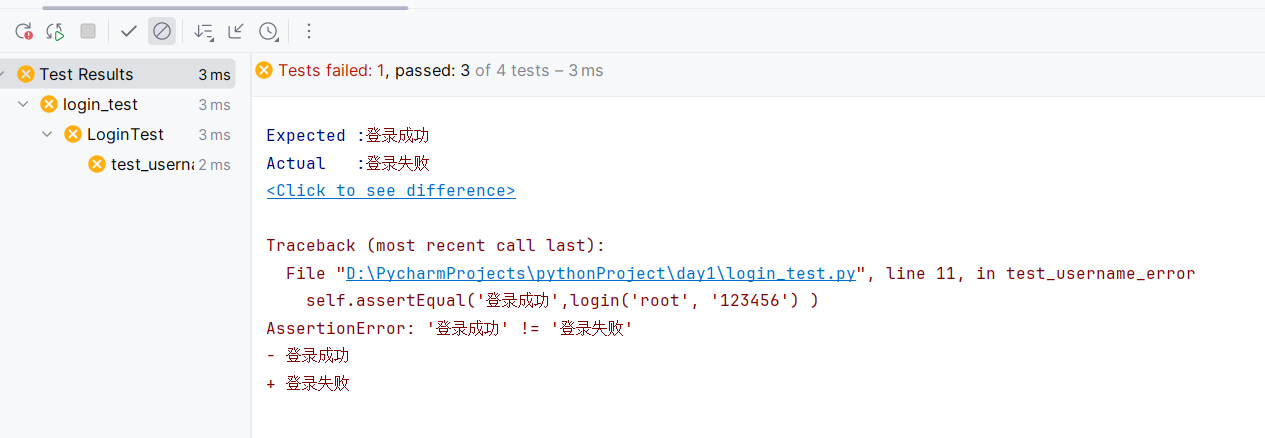 Test Results 3 ms
login_test 3 ms
LoginTest 3 ms
test_userna 2 ms
Tests failed: 1, passed: 3 of 4 tests – 3 ms
Expected :登录成功
Actual   :登录失败
<Click to see difference>
Traceback (most recent call last):
  File "D:\PycharmProjects\pythonProject\day1\login_test.py", line 11, in test_username_error
    self.assertEqual('登录成功',login('root', '123456') )
AssertionError: '登录成功' != '登录失败'
- 登录成功
+ 登录失败